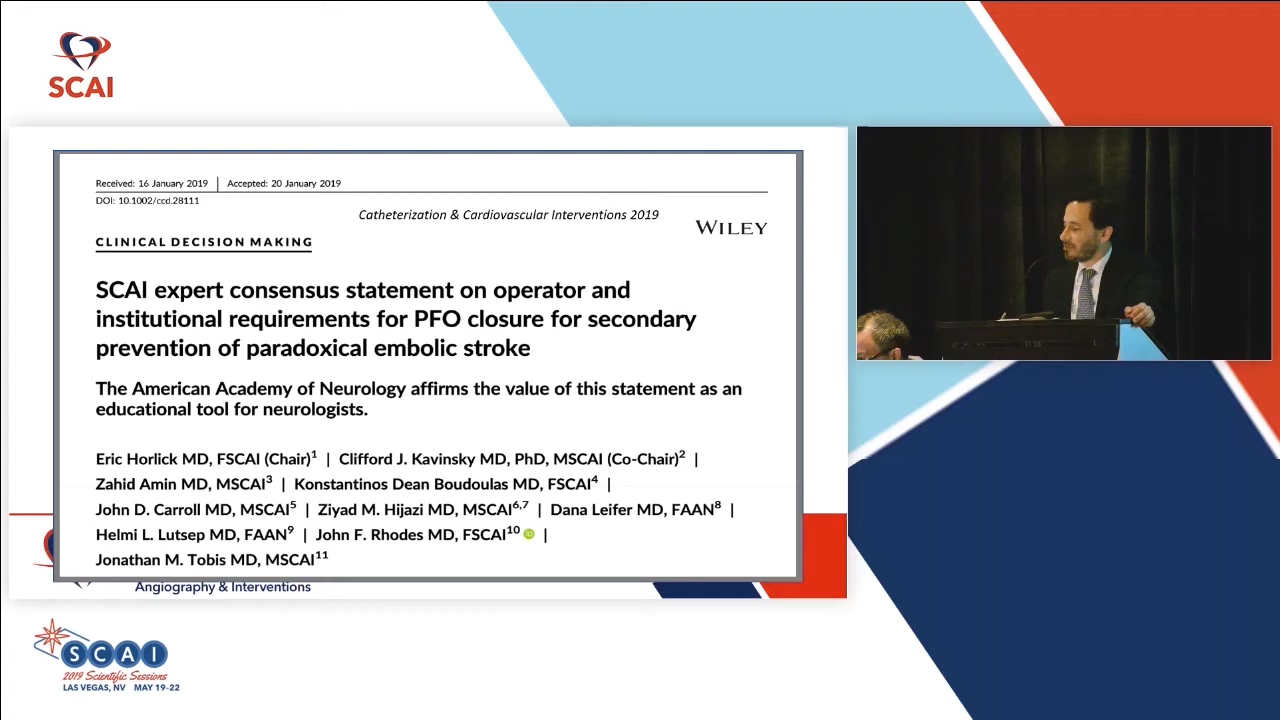 SCAI
Received: 16 January 2019 | Accepted: 20 January 2019
DOI: 10.1002/ccd.28111
Catheterization & Cardiovascular Interventions 2019
WILEY
CLINICAL DECISION MAKING
SCAI expert consensus statement on operator and
institutional requirements for PFO closure for secondary
prevention of paradoxical embolic stroke
The American Academy of Neurology affirms the value of this statement as an
educational tool for neurologists.
Eric Horlick MD, FSCAI (Chair)1 | Clifford J. Kavinsky MD, PhD, MSCAI (Co-Chair)2 |
Zahid Amin MD, MSCAI3 | Konstantinos Dean Boudoulas MD, FSCAI4 |
John D. Carroll MD, MSCAI5 | Ziyad M. Hijazi MD, MSCAI6,7 | Dana Leifer MD, FAAN8 |
Helmi L. Lutsep MD, FAAN9 | John F. Rhodes MD, FSCAI10 iD |
Jonathan M. Tobis MD, MSCAI11
Angiography & Interventions
SCAI
2019 Scientific Sessions
LAS VEGAS, NV MAY 19-22